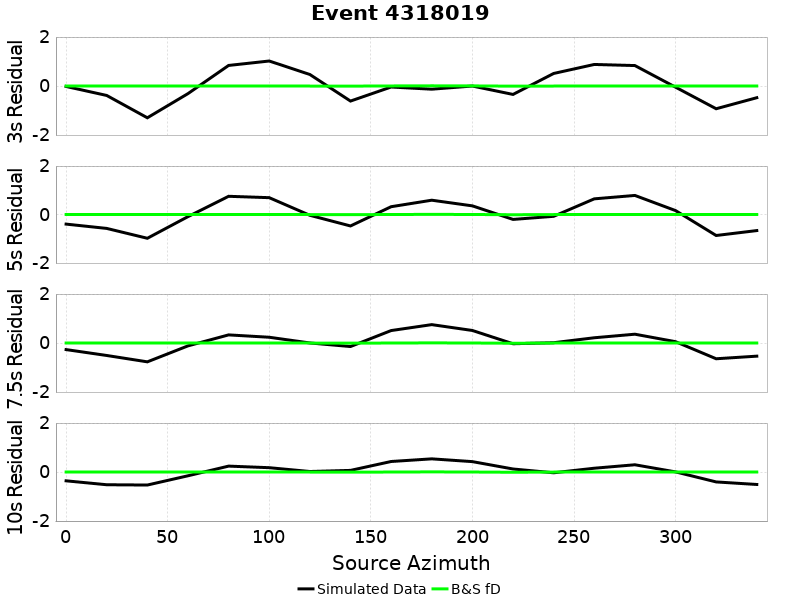 Event 4318019
3s Residual
2
0
-2
5s Residual
2
0
-2
7.5s Residual
2
0
-2
10s Residual
2
0
-2
0 50 100 150 200 250 300
Source Azimuth
Simulated Data B&S fD